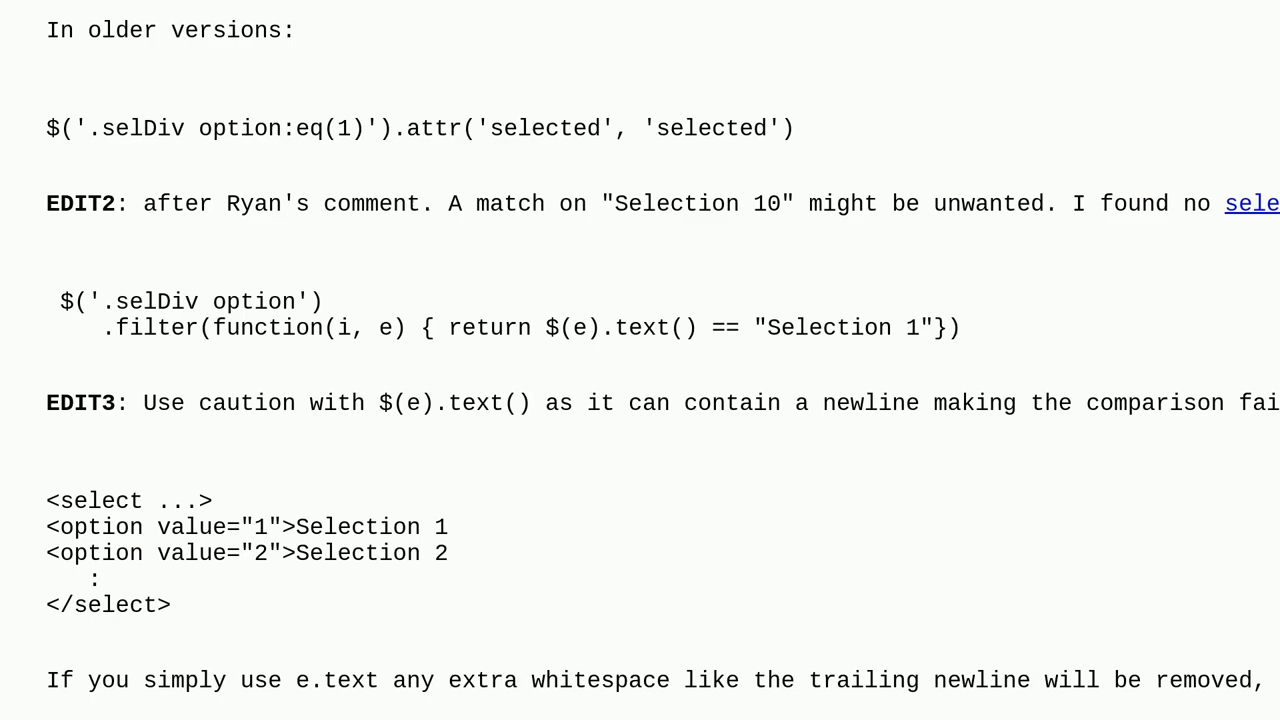 In older versions:
$('.selDiv option:eq(1)').attr('selected', 'selected')
EDIT2: after Ryan's comment. A match on "Selection 10" might be unwanted. I found no sele
$('.selDiv option')
.filter(function(i, e) { return $(e).text() == "Selection 1"})
EDIT3: Use caution with $(e).text() as it can contain a newline making the comparison fai
<select ...>
<option value="1">Selection 1
<option value="2">Selection 2
:
</select>
If you simply use e.text any extra whitespace like the trailing newline will be removed,